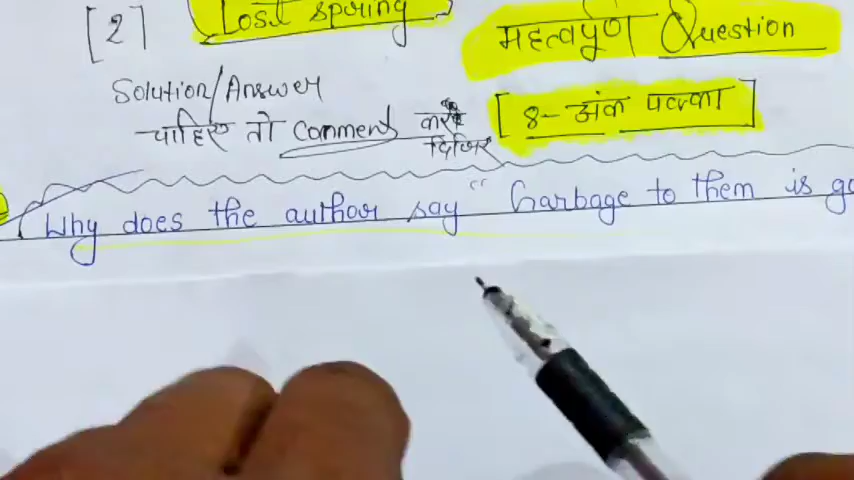 [2] Lost spring
महत्वपूर्ण Question
Solution/Answer
चाहिए तो comment कर दिजिए
[8- अंक पक्का]
Why does the author say "Garbage to them is go